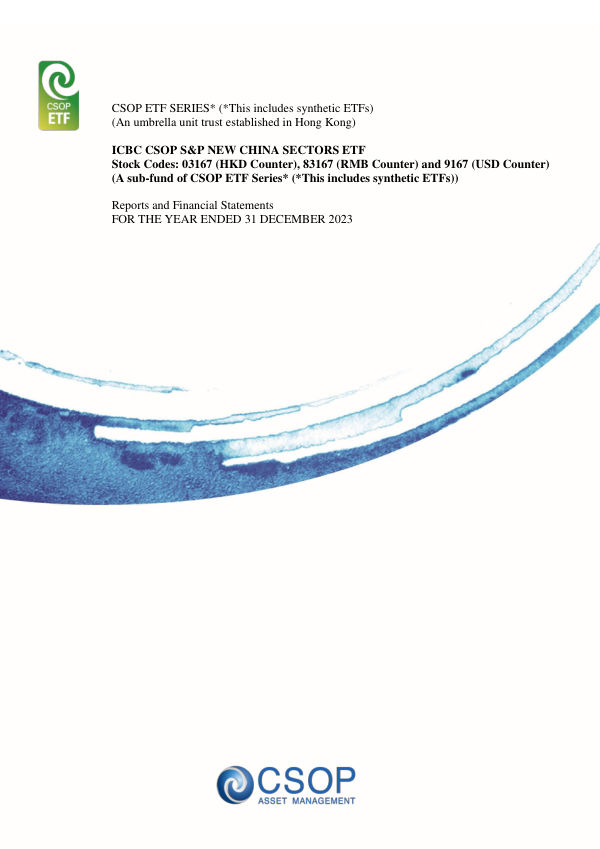 CSOP
ETF
CSOP ETF SERIES* (*This includes synthetic ETFs)
(An umbrella unit trust established in Hong Kong)
ICBC CSOP S&P NEW CHINA SECTORS ETF
Stock Codes: 03167 (HKD Counter), 83167 (RMB Counter) and 9167 (USD Counter)
(A sub-fund of CSOP ETF Series* (*This includes synthetic ETFs))
Reports and Financial Statements
FOR THE YEAR ENDED 31 DECEMBER 2023
CSOP
ASSET MANAGEMENT